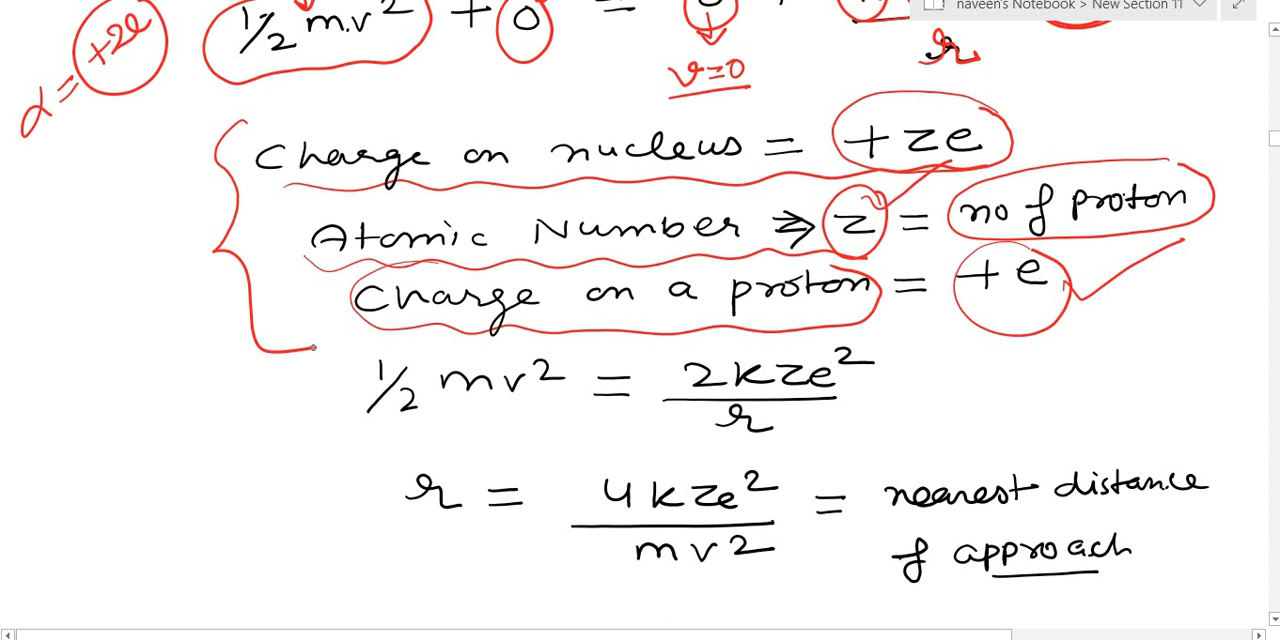 naveen's Notebook > New Section 11
α = +2e 1/2 m.v² + 0 =
v=0
r
Charge on nucleus = +ze
Atomic Number ⇒ z = no of proton
Charge on a proton = +e
1/2 mv² = 2kze² / r
r = 4kze² / mv² = nearest distance
of approach